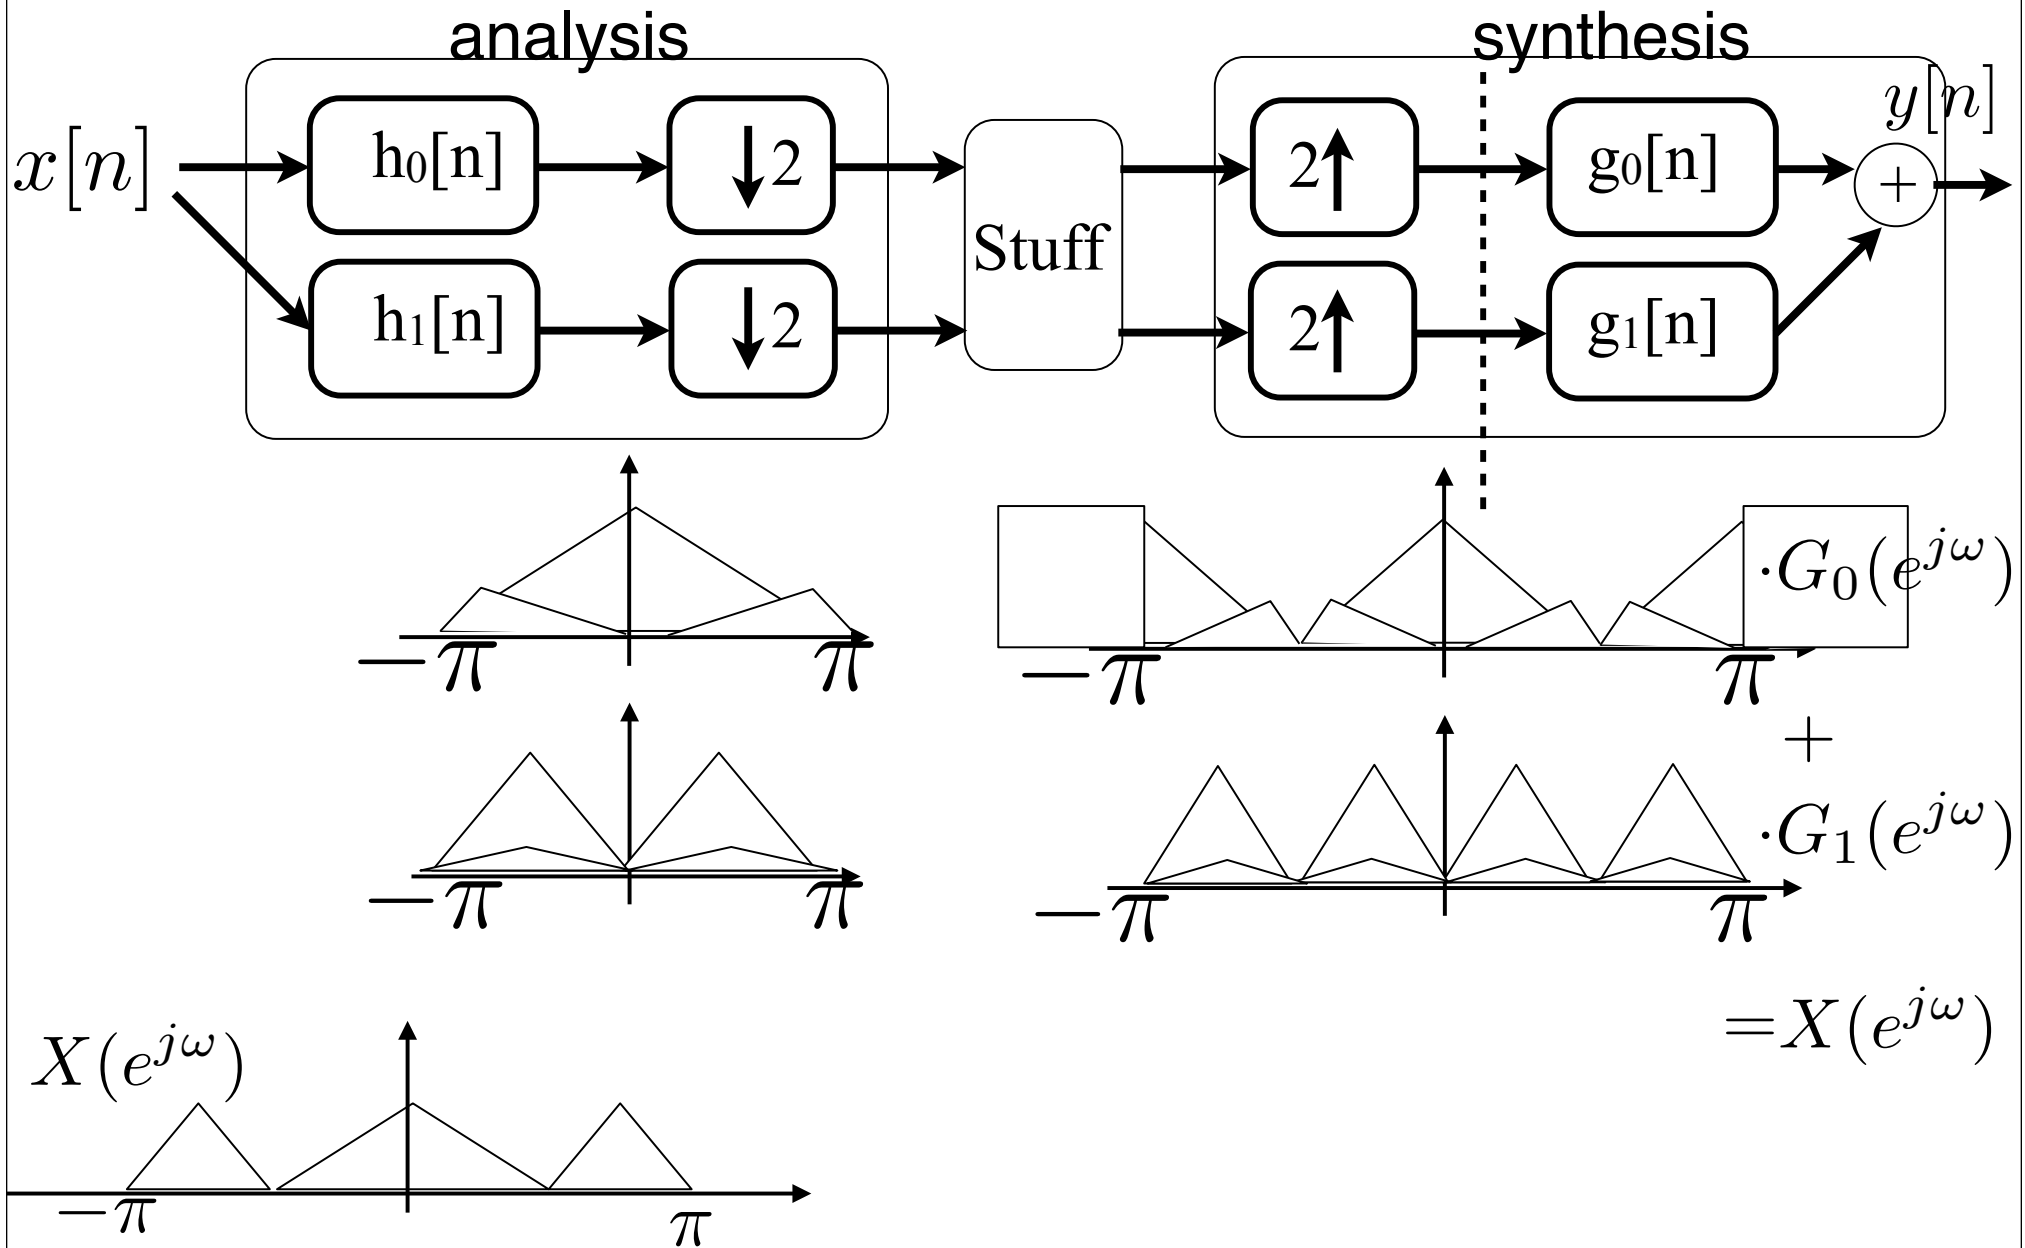 analysis
synthesis
x[n]
h₀[n]
↓2
Stuff
2↑
g₀[n]
+
y[n]
h₁[n]
↓2
2↑
g₁[n]
−π
π
−π
π
·G₀(e^{jω})
+
−π
π
−π
π
·G₁(e^{jω})
=X(e^{jω})
X(e^{jω})
−π
π